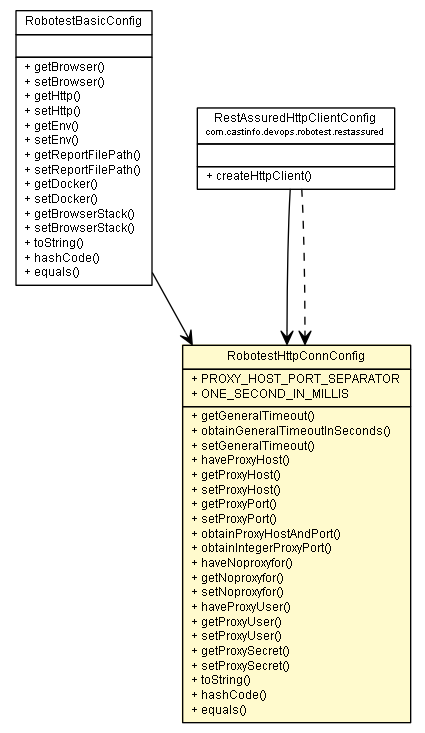 RobotestBasicConfig
+ getBrowser()
+ setBrowser()
+ getHttp()
+ setHttp()
+ getEnv()
+ setEnv()
+ getReportFilePath()
+ setReportFilePath()
+ getDocker()
+ setDocker()
+ getBrowserStack()
+ setBrowserStack()
+ toString()
+ hashCode()
+ equals()
RestAssuredHttpClientConfig
com.castinfo.devops.robotest.restassured
+ createHttpClient()
RobotestHttpConnConfig
+ PROXY_HOST_PORT_SEPARATOR
+ ONE_SECOND_IN_MILLIS
+ getGeneralTimeout()
+ obtainGeneralTimeoutInSeconds()
+ setGeneralTimeout()
+ haveProxyHost()
+ getProxyHost()
+ setProxyHost()
+ getProxyPort()
+ setProxyPort()
+ obtainProxyHostAndPort()
+ obtainIntegerProxyPort()
+ haveNoproxyfor()
+ getNoproxyfor()
+ setNoproxyfor()
+ haveProxyUser()
+ getProxyUser()
+ setProxyUser()
+ getProxySecret()
+ setProxySecret()
+ toString()
+ hashCode()
+ equals()